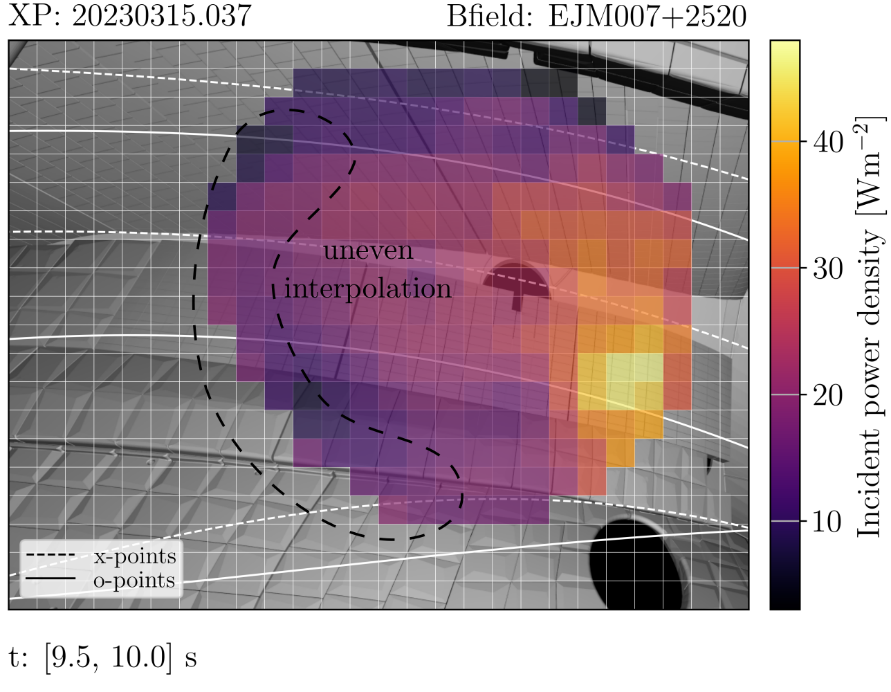 XP: 20230315.037 Bfield: EJM007+2520
uneven
interpolation
x-points
o-points
40
30
20
10
Incident power density [Wm⁻²]
t: [9.5, 10.0] s